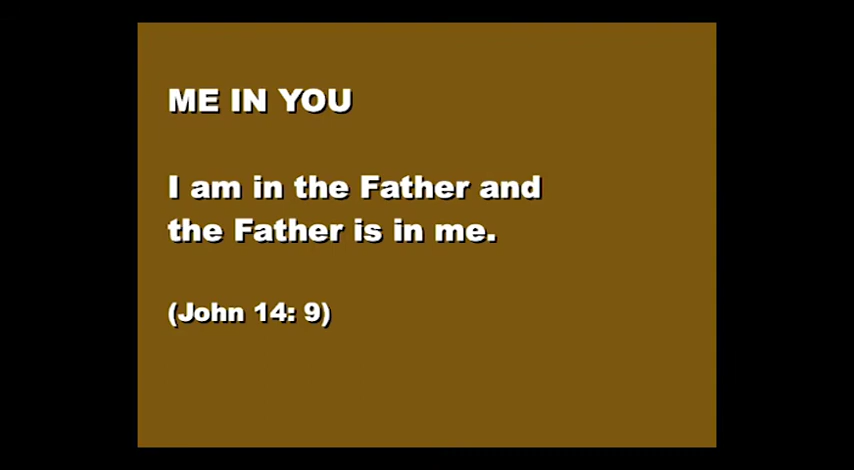 ME IN YOU
I am in the Father and
the Father is in me.
(John 14: 9)